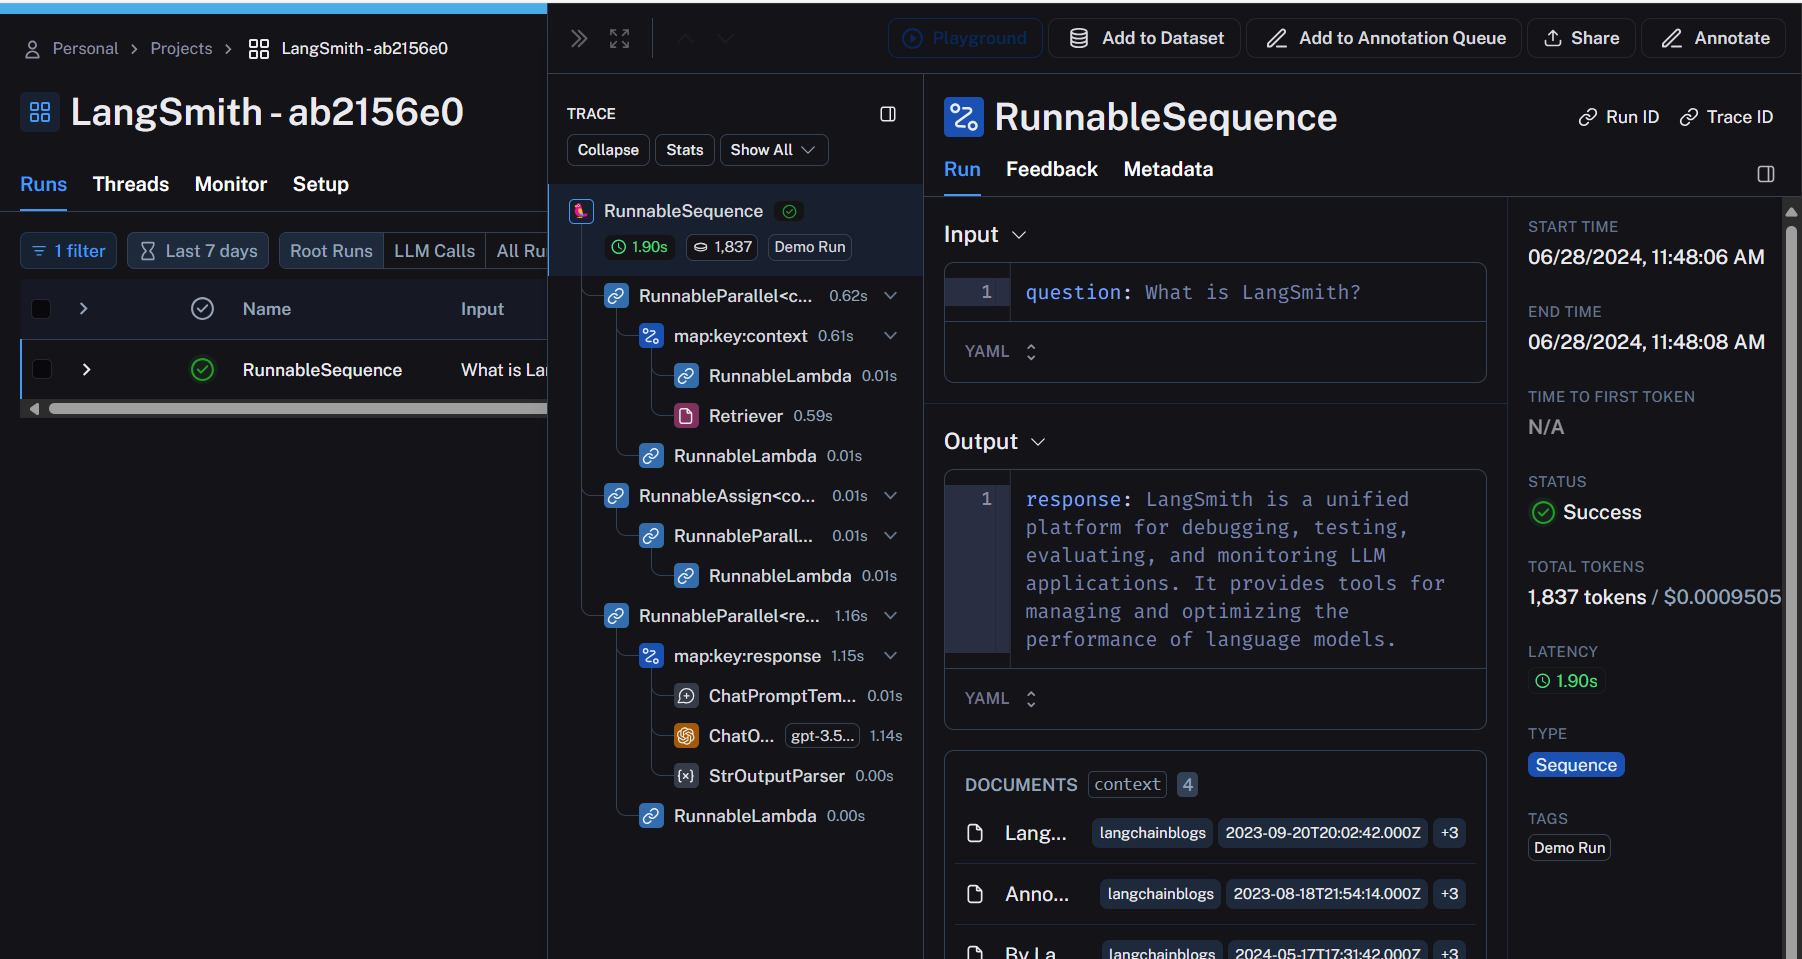 Personal > Projects > LangSmith - ab2156e0
LangSmith - ab2156e0
Runs Threads Monitor Setup
1 filter Last 7 days Root Runs LLM Calls All Ru
Name Input
RunnableSequence What is La
Playground Add to Dataset Add to Annotation Queue Share Annotate
TRACE
Collapse Stats Show All
RunnableSequence
1.90s 1,837 Demo Run
RunnableParallel<c... 0.62s
map:key:context 0.61s
RunnableLambda 0.01s
Retriever 0.59s
RunnableLambda 0.01s
RunnableAssign<co... 0.01s
RunnableParall... 0.01s
RunnableLambda 0.01s
RunnableParallel<re... 1.16s
map:key:response 1.15s
ChatPromptTem... 0.01s
ChatO... gpt-3.5... 1.14s
StrOutputParser 0.00s
RunnableLambda 0.00s
RunnableSequence Run ID Trace ID
Run Feedback Metadata
Input
1 question: What is LangSmith?
YAML
Output
1 response: LangSmith is a unified
platform for debugging, testing,
evaluating, and monitoring LLM
applications. It provides tools for
managing and optimizing the
performance of language models.
YAML
DOCUMENTS context 4
Lang... langchainblogs 2023-09-20T20:02:42.000Z +3
Anno... langchainblogs 2023-08-18T21:54:14.000Z +3
By La langchainblogs 2024-05-17T17:31:42.000Z +3
START TIME
06/28/2024, 11:48:06 AM
END TIME
06/28/2024, 11:48:08 AM
TIME TO FIRST TOKEN
N/A
STATUS
Success
TOTAL TOKENS
1,837 tokens / $0.0009505
LATENCY
1.90s
TYPE
Sequence
TAGS
Demo Run